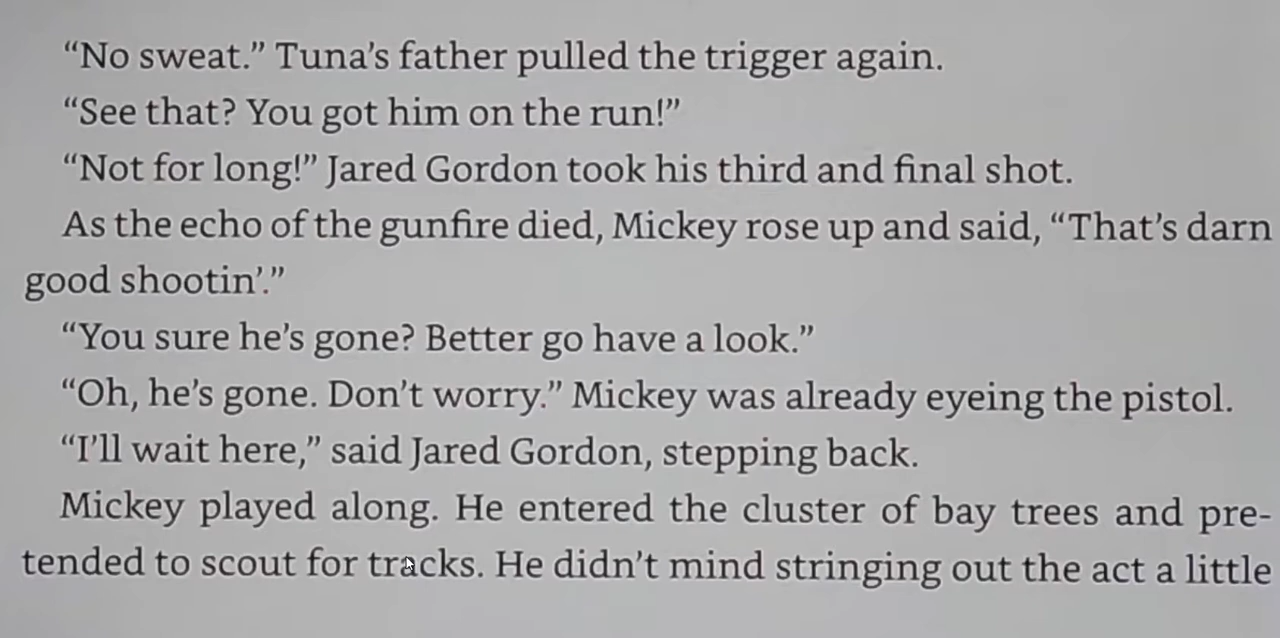 “No sweat.” Tuna’s father pulled the trigger again.
“See that? You got him on the run!”
“Not for long!” Jared Gordon took his third and final shot.
As the echo of the gunfire died, Mickey rose up and said, “That’s darn
good shootin’.”
“You sure he’s gone? Better go have a look.”
“Oh, he’s gone. Don’t worry.” Mickey was already eyeing the pistol.
“I’ll wait here,” said Jared Gordon, stepping back.
Mickey played along. He entered the cluster of bay trees and pre-
tended to scout for tracks. He didn’t mind stringing out the act a little